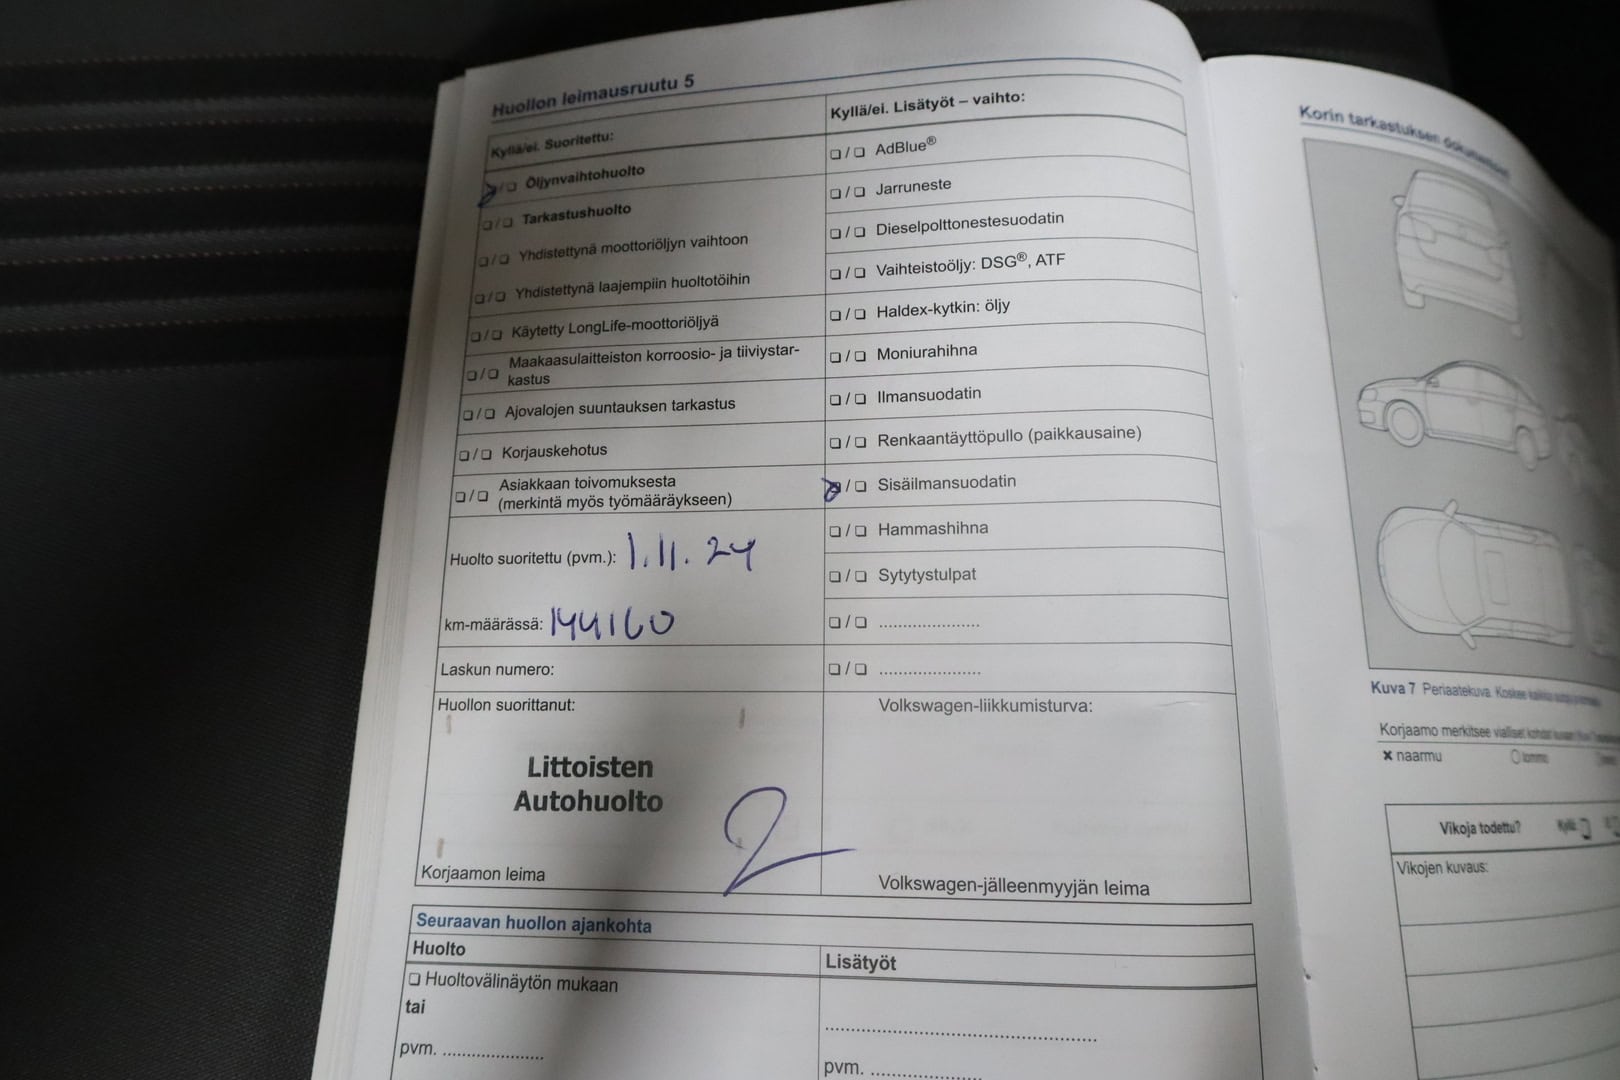 Huollon leimausruutu 5
Kyllä/ei. Suoritettu:
❏/❏ Öljynvaihtohuolto
❏/❏ Tarkastushuolto
❏/❏ Yhdistettynä moottoriöljyn vaihtoon
❏/❏ Yhdistettynä laajempiin huoltotöihin
❏/❏ Käytetty LongLife-moottoriöljyä
❏/❏ Maakaasulaitteiston korroosio- ja tiiviystar-
kastus
❏/❏ Ajovalojen suuntauksen tarkastus
❏/❏ Korjauskehotus
❏/❏ Asiakkaan toivomuksesta
(merkintä myös työmääräykseen)
Huolto suoritettu (pvm.): 1.11.24
km-määrässä: 144160
Laskun numero:
Huollon suorittanut:
Littoisten
Autohuolto
Korjaamon leima
Kyllä/ei. Lisätyöt – vaihto:
❏/❏ AdBlue®
❏/❏ Jarruneste
❏/❏ Dieselpolttonestesuodatin
❏/❏ Vaihteistoöljy: DSG®, ATF
❏/❏ Haldex-kytkin: öljy
❏/❏ Moniurahihna
❏/❏ Ilmansuodatin
❏/❏ Renkaantäyttöpullo (paikkausaine)
❏/❏ Sisäilmansuodatin
❏/❏ Hammashihna
❏/❏ Sytytystulpat
❏/❏ ......................
❏/❏ ......................
Volkswagen-liikkumisturva:
Volkswagen-jälleenmyyjän leima
Seuraavan huollon ajankohta
Huolto
❏ Huoltovälinäytön mukaan
tai
pvm. ......................
Lisätyöt
............................................................
pvm. ......................
Korin tarkastuksen
Kuva 7 Periaatekuva. Koskee
Korjaamo merkitsee vialliset kohdat
✗ naarmu
Vikoja todettu?
Vikojen kuvaus: